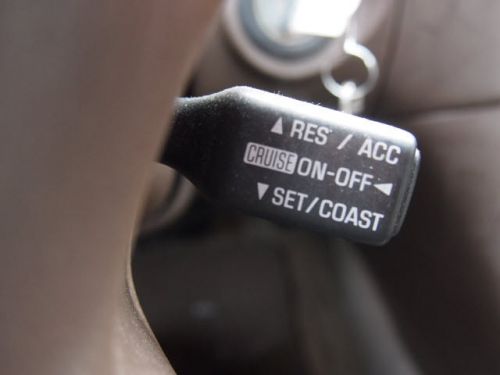 ▲ RES / ACC
CRUISE ON-OFF ◄
▼ SET/COAST